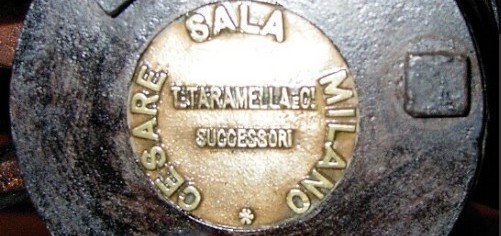 CESARE SALA MILANO *
T. TARAMELLA & C.
SUCCESSORI